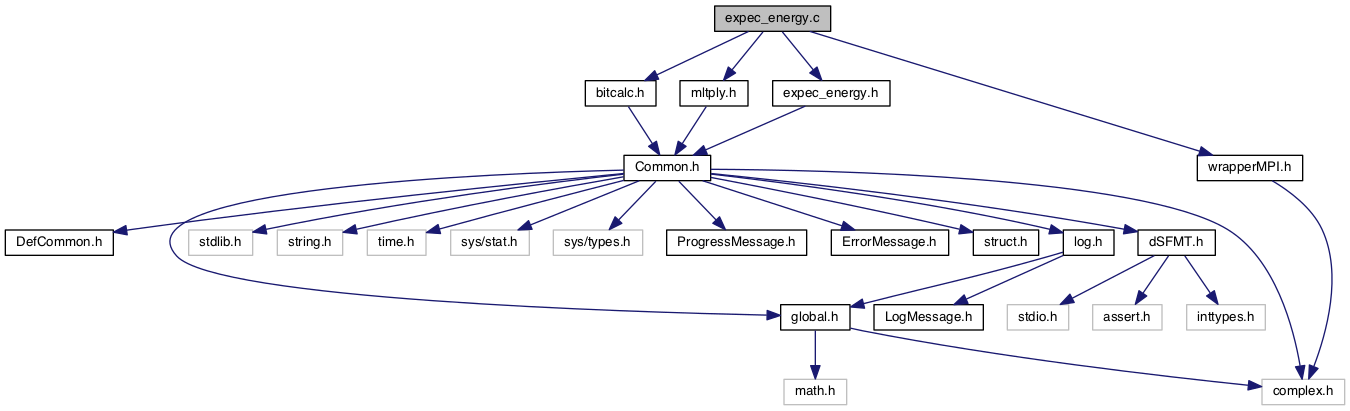 expec_energy.c
bitcalc.h
mltply.h
expec_energy.h
Common.h
wrapperMPI.h
DefCommon.h
stdlib.h
string.h
time.h
sys/stat.h
sys/types.h
ProgressMessage.h
ErrorMessage.h
struct.h
log.h
dSFMT.h
global.h
LogMessage.h
stdio.h
assert.h
inttypes.h
math.h
complex.h